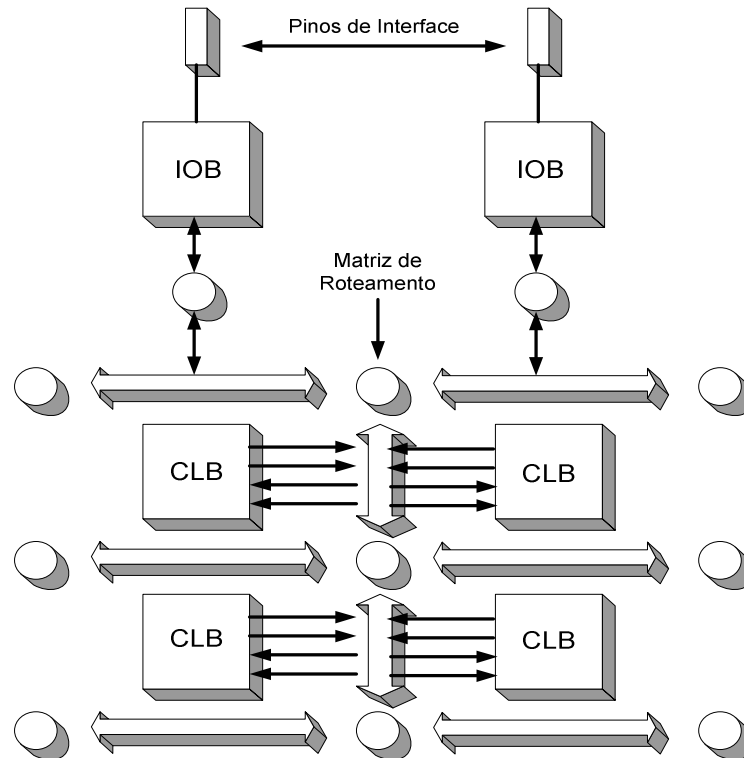 Pinos de Interface
IOB
IOB
Matriz de
Roteamento
CLB
CLB
CLB
CLB